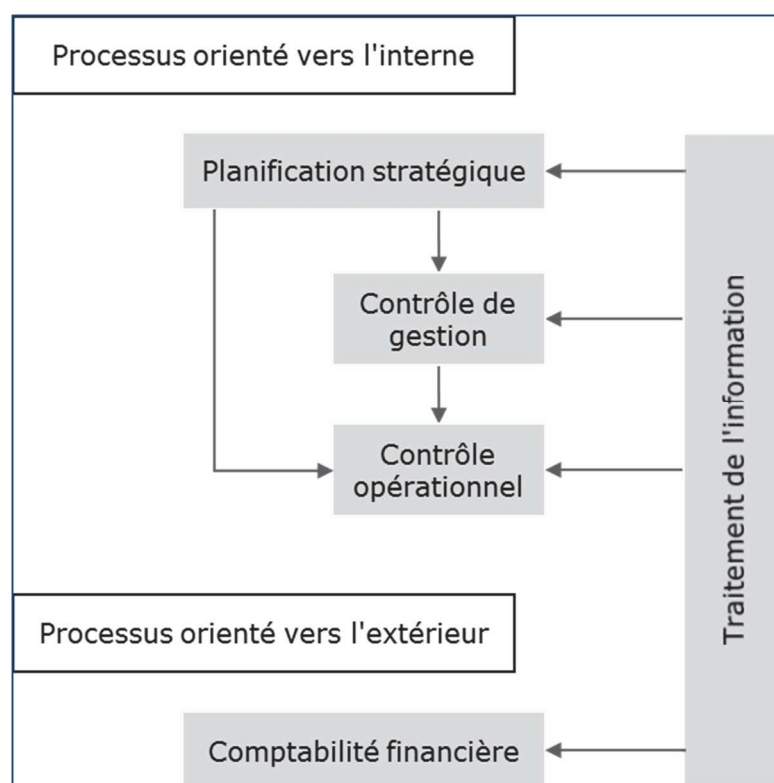 Processus orienté vers l'interne
Planification stratégique
Contrôle de
gestion
Contrôle
opérationnel
Traitement de l'information
Processus orienté vers l'extérieur
Comptabilité financière